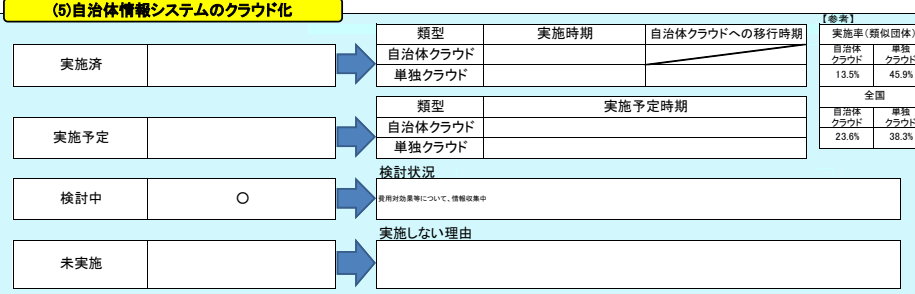 (5)自治体情報システムのクラウド化
【参考】
類型 実施時期 自治体クラウドへの移行時期
自治体クラウド
単独クラウド
実施済
実施率(類似団体)
自治体クラウド 単独クラウド
13.5% 45.9%
全国
自治体クラウド 単独クラウド
23.6% 38.3%
類型 実施予定時期
自治体クラウド
単独クラウド
実施予定
検討状況
検討中 ○
費用対効果等について、情報収集中
実施しない理由
未実施